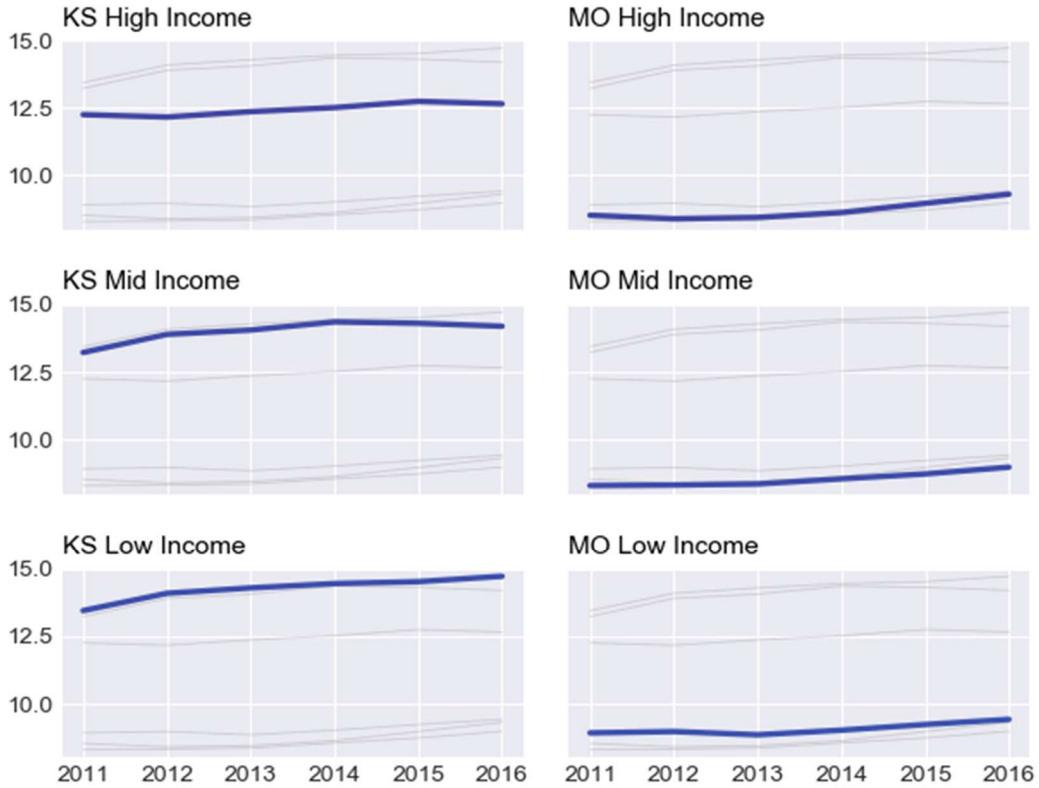 KS High Income
MO High Income
15.0
12.5
10.0
KS Mid Income
MO Mid Income
15.0
12.5
10.0
KS Low Income
MO Low Income
15.0
12.5
10.0
2011 2012 2013 2014 2015 2016
2011 2012 2013 2014 2015 2016